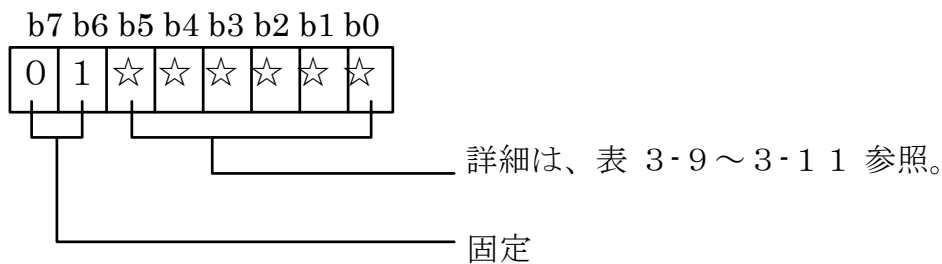 b7 b6 b5 b4 b3 b2 b1 b0
0 1 ☆ ☆ ☆ ☆ ☆ ☆
詳細は、表 3-9～3-11 参照。
固定